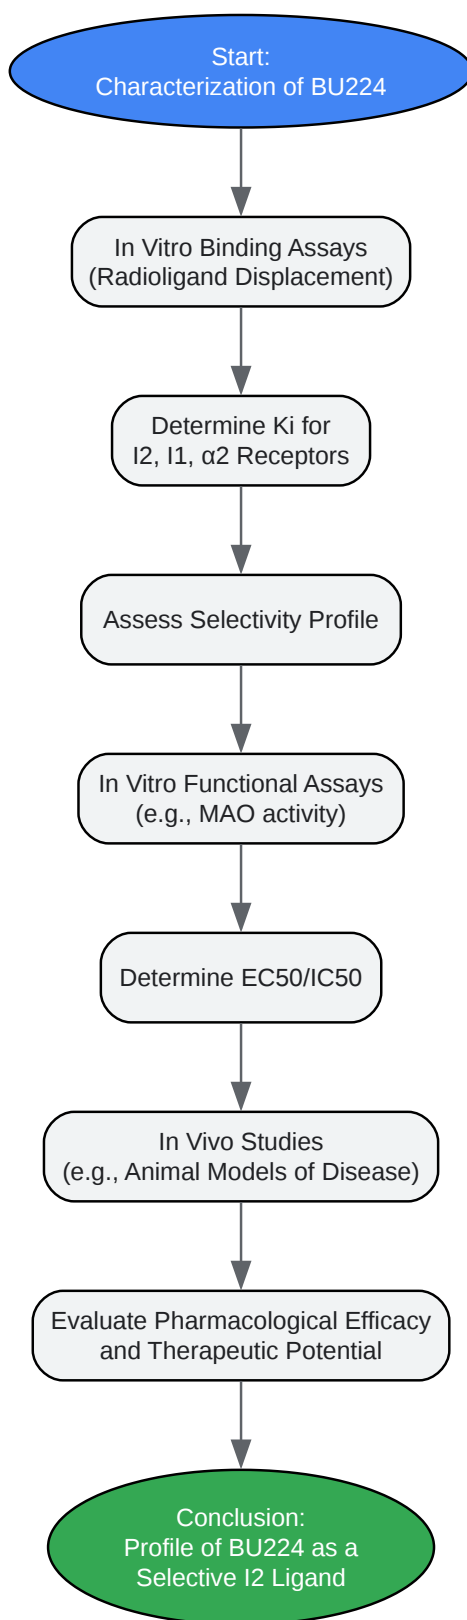 Start:
Characterization of BU224
In Vitro Binding Assays
(Radioligand Displacement)
Determine Ki for
I2, I1, α2 Receptors
Assess Selectivity Profile
In Vitro Functional Assays
(e.g., MAO activity)
Determine EC50/IC50
In Vivo Studies
(e.g., Animal Models of Disease)
Evaluate Pharmacological Efficacy
and Therapeutic Potential
Conclusion:
Profile of BU224 as a
Selective I2 Ligand